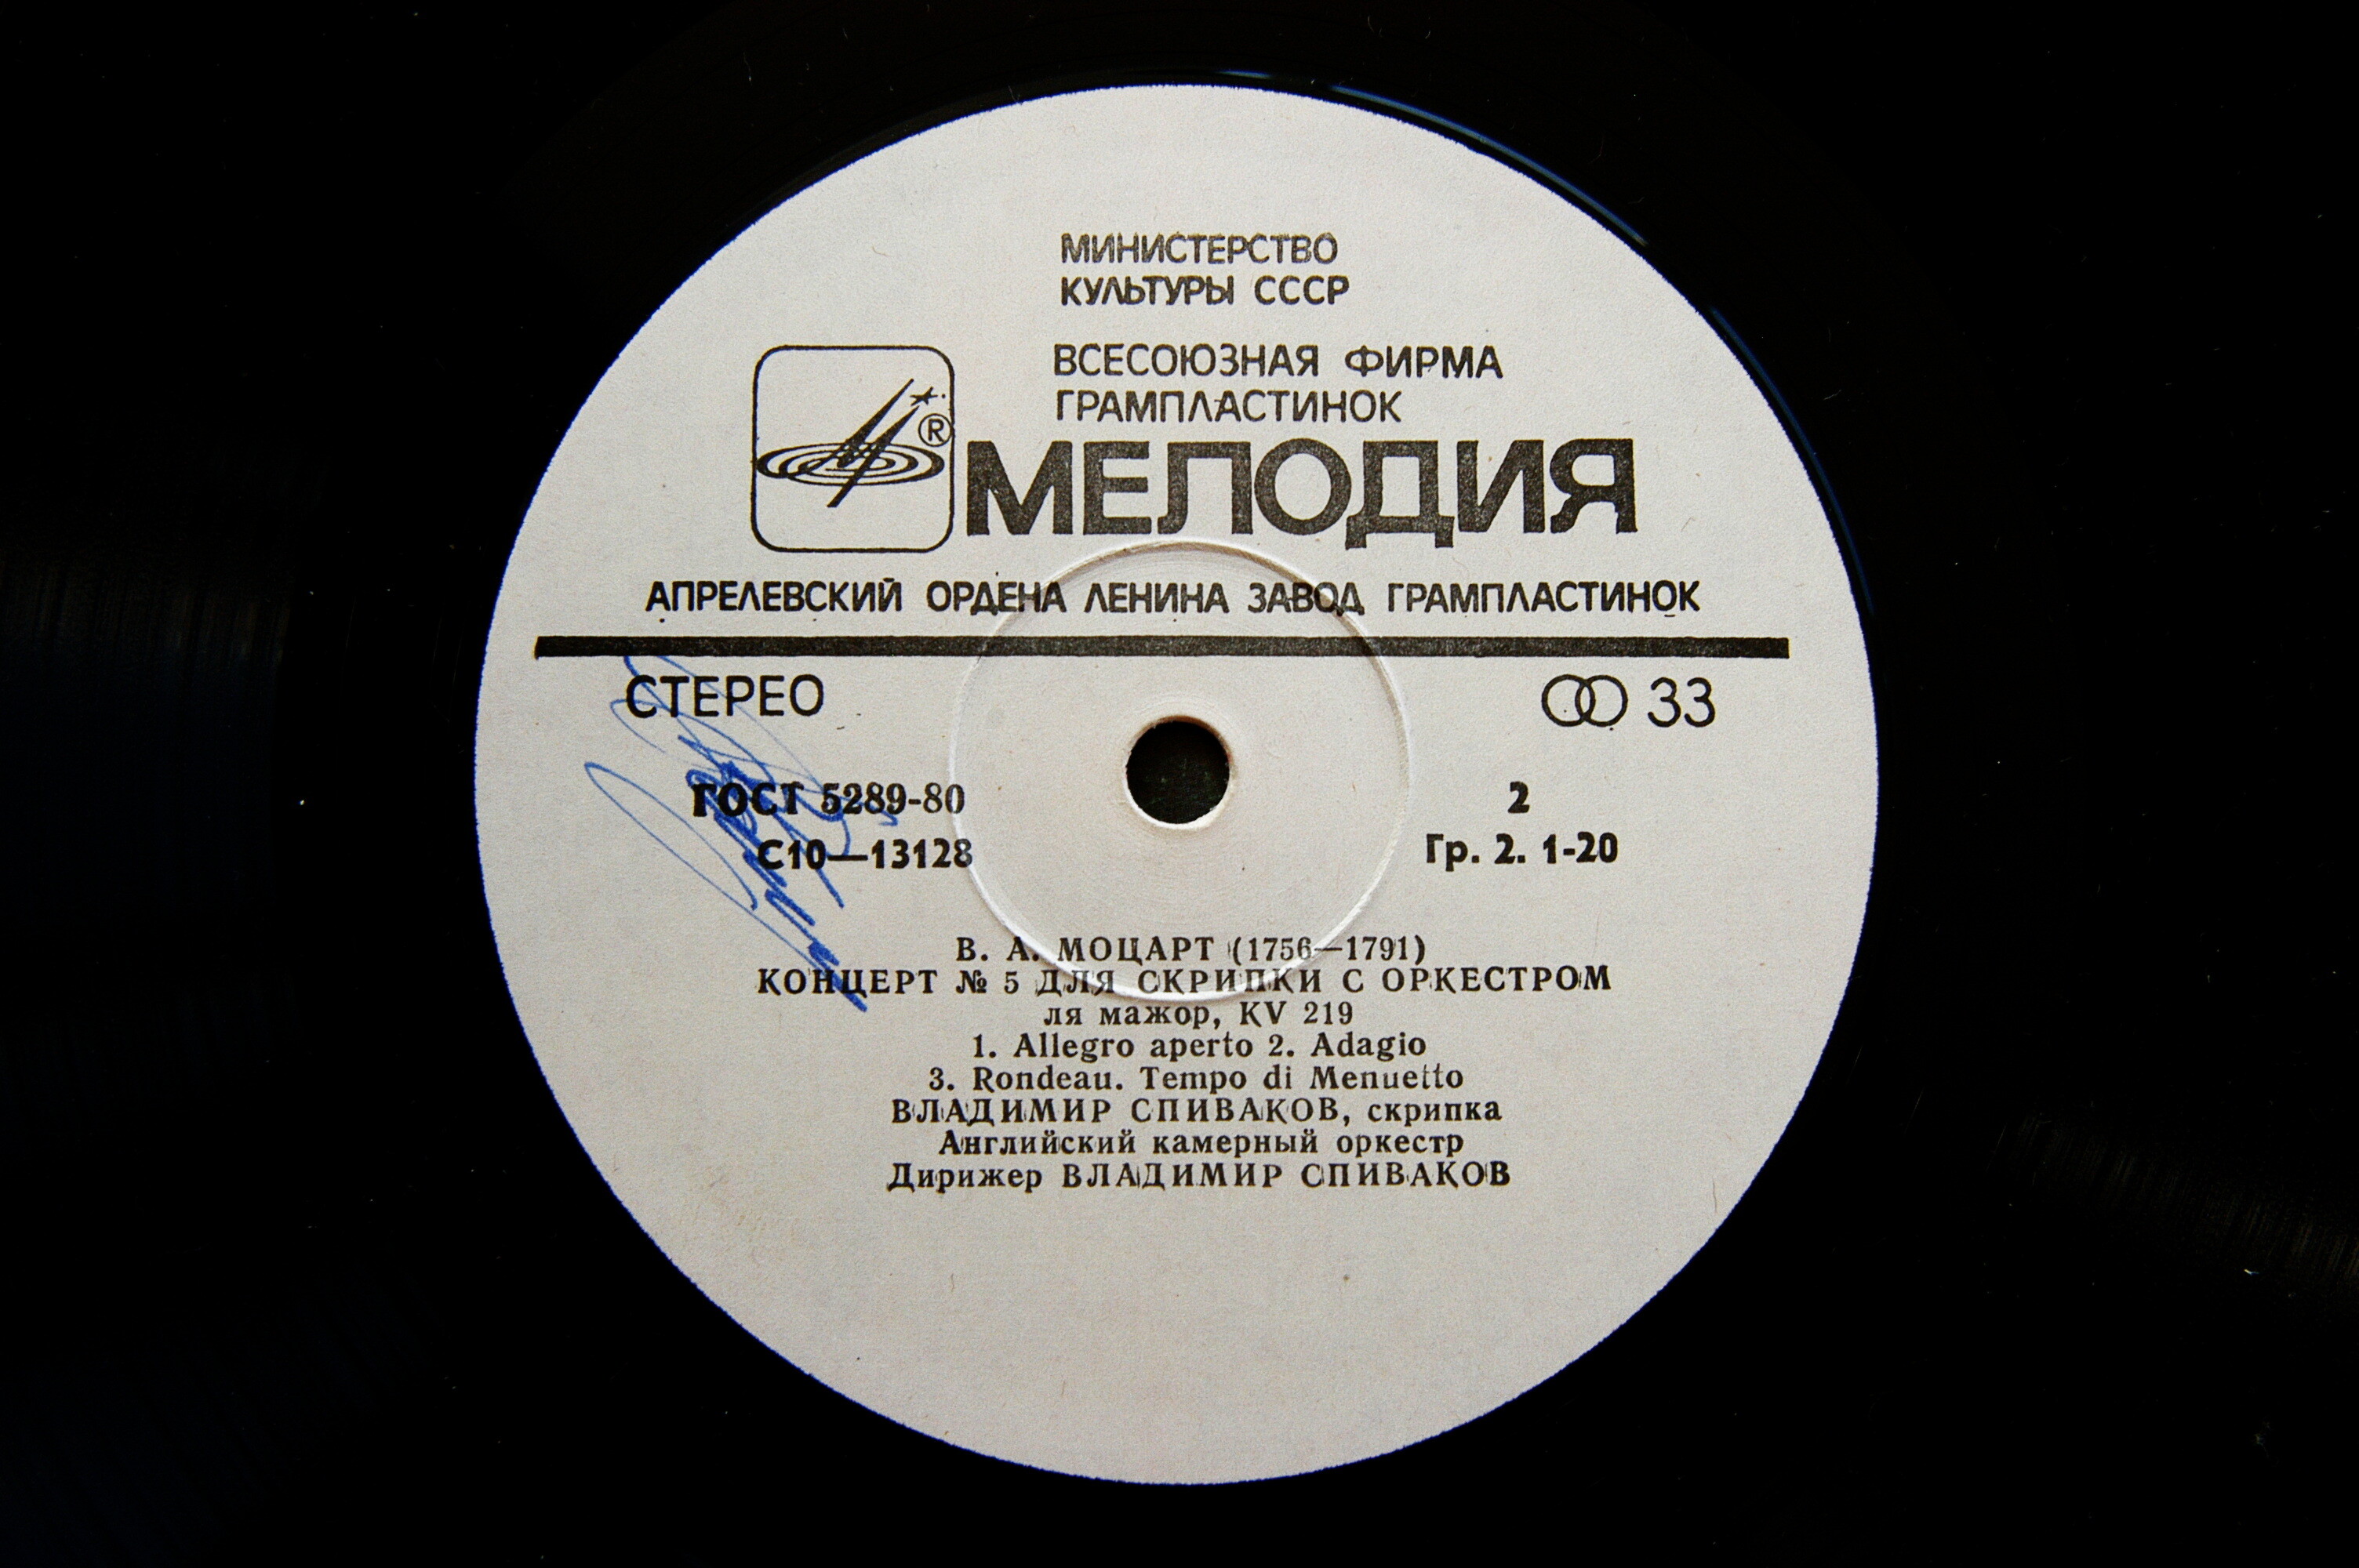 МИНИСТЕРСТВО
КУЛЬТУРЫ СССР
ВСЕСОЮЗНАЯ ФИРМА
ГРАМПЛАСТИНОК
®
МЕЛОДИЯ
АПРЕЛЕВСКИЙ ОРДЕНА ЛЕНИНА ЗАВОД ГРАМПЛАСТИНОК
СТЕРЕО
33
ГОСТ 5289-80
2
С10—13128
Гр. 2. 1-20
В. А. МОЦАРТ (1756—1791)
КОНЦЕРТ № 5 ДЛЯ СКРИПКИ С ОРКЕСТРОМ
ля мажор, KV 219
1. Allegro aperto 2. Adagio
3. Rondeau. Tempo di Menuetto
ВЛАДИМИР СПИВАКОВ, скрипка
Английский камерный оркестр
Дирижер ВЛАДИМИР СПИВАКОВ